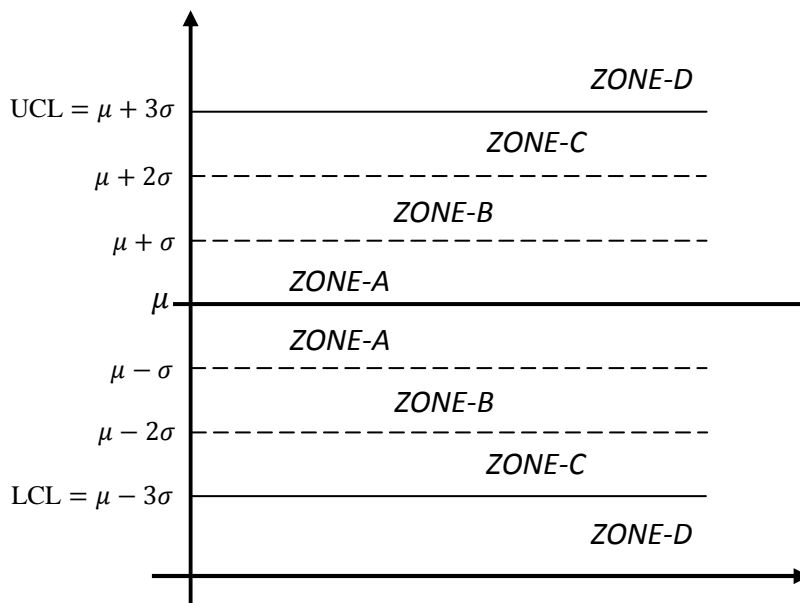 ZONE-D
UCL = μ + 3σ
ZONE-C
μ + 2σ
ZONE-B
μ + σ
ZONE-A
μ
ZONE-A
μ − σ
ZONE-B
μ − 2σ
ZONE-C
LCL = μ − 3σ
ZONE-D